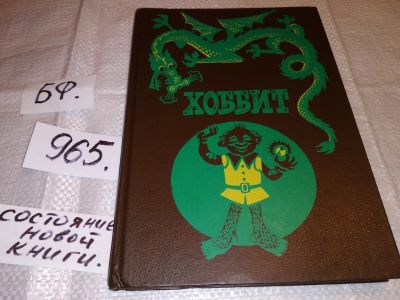 БФ.
965.
СОСТОЯНИЕ
НОВОЙ
КНИГИ.
ХОББИТ